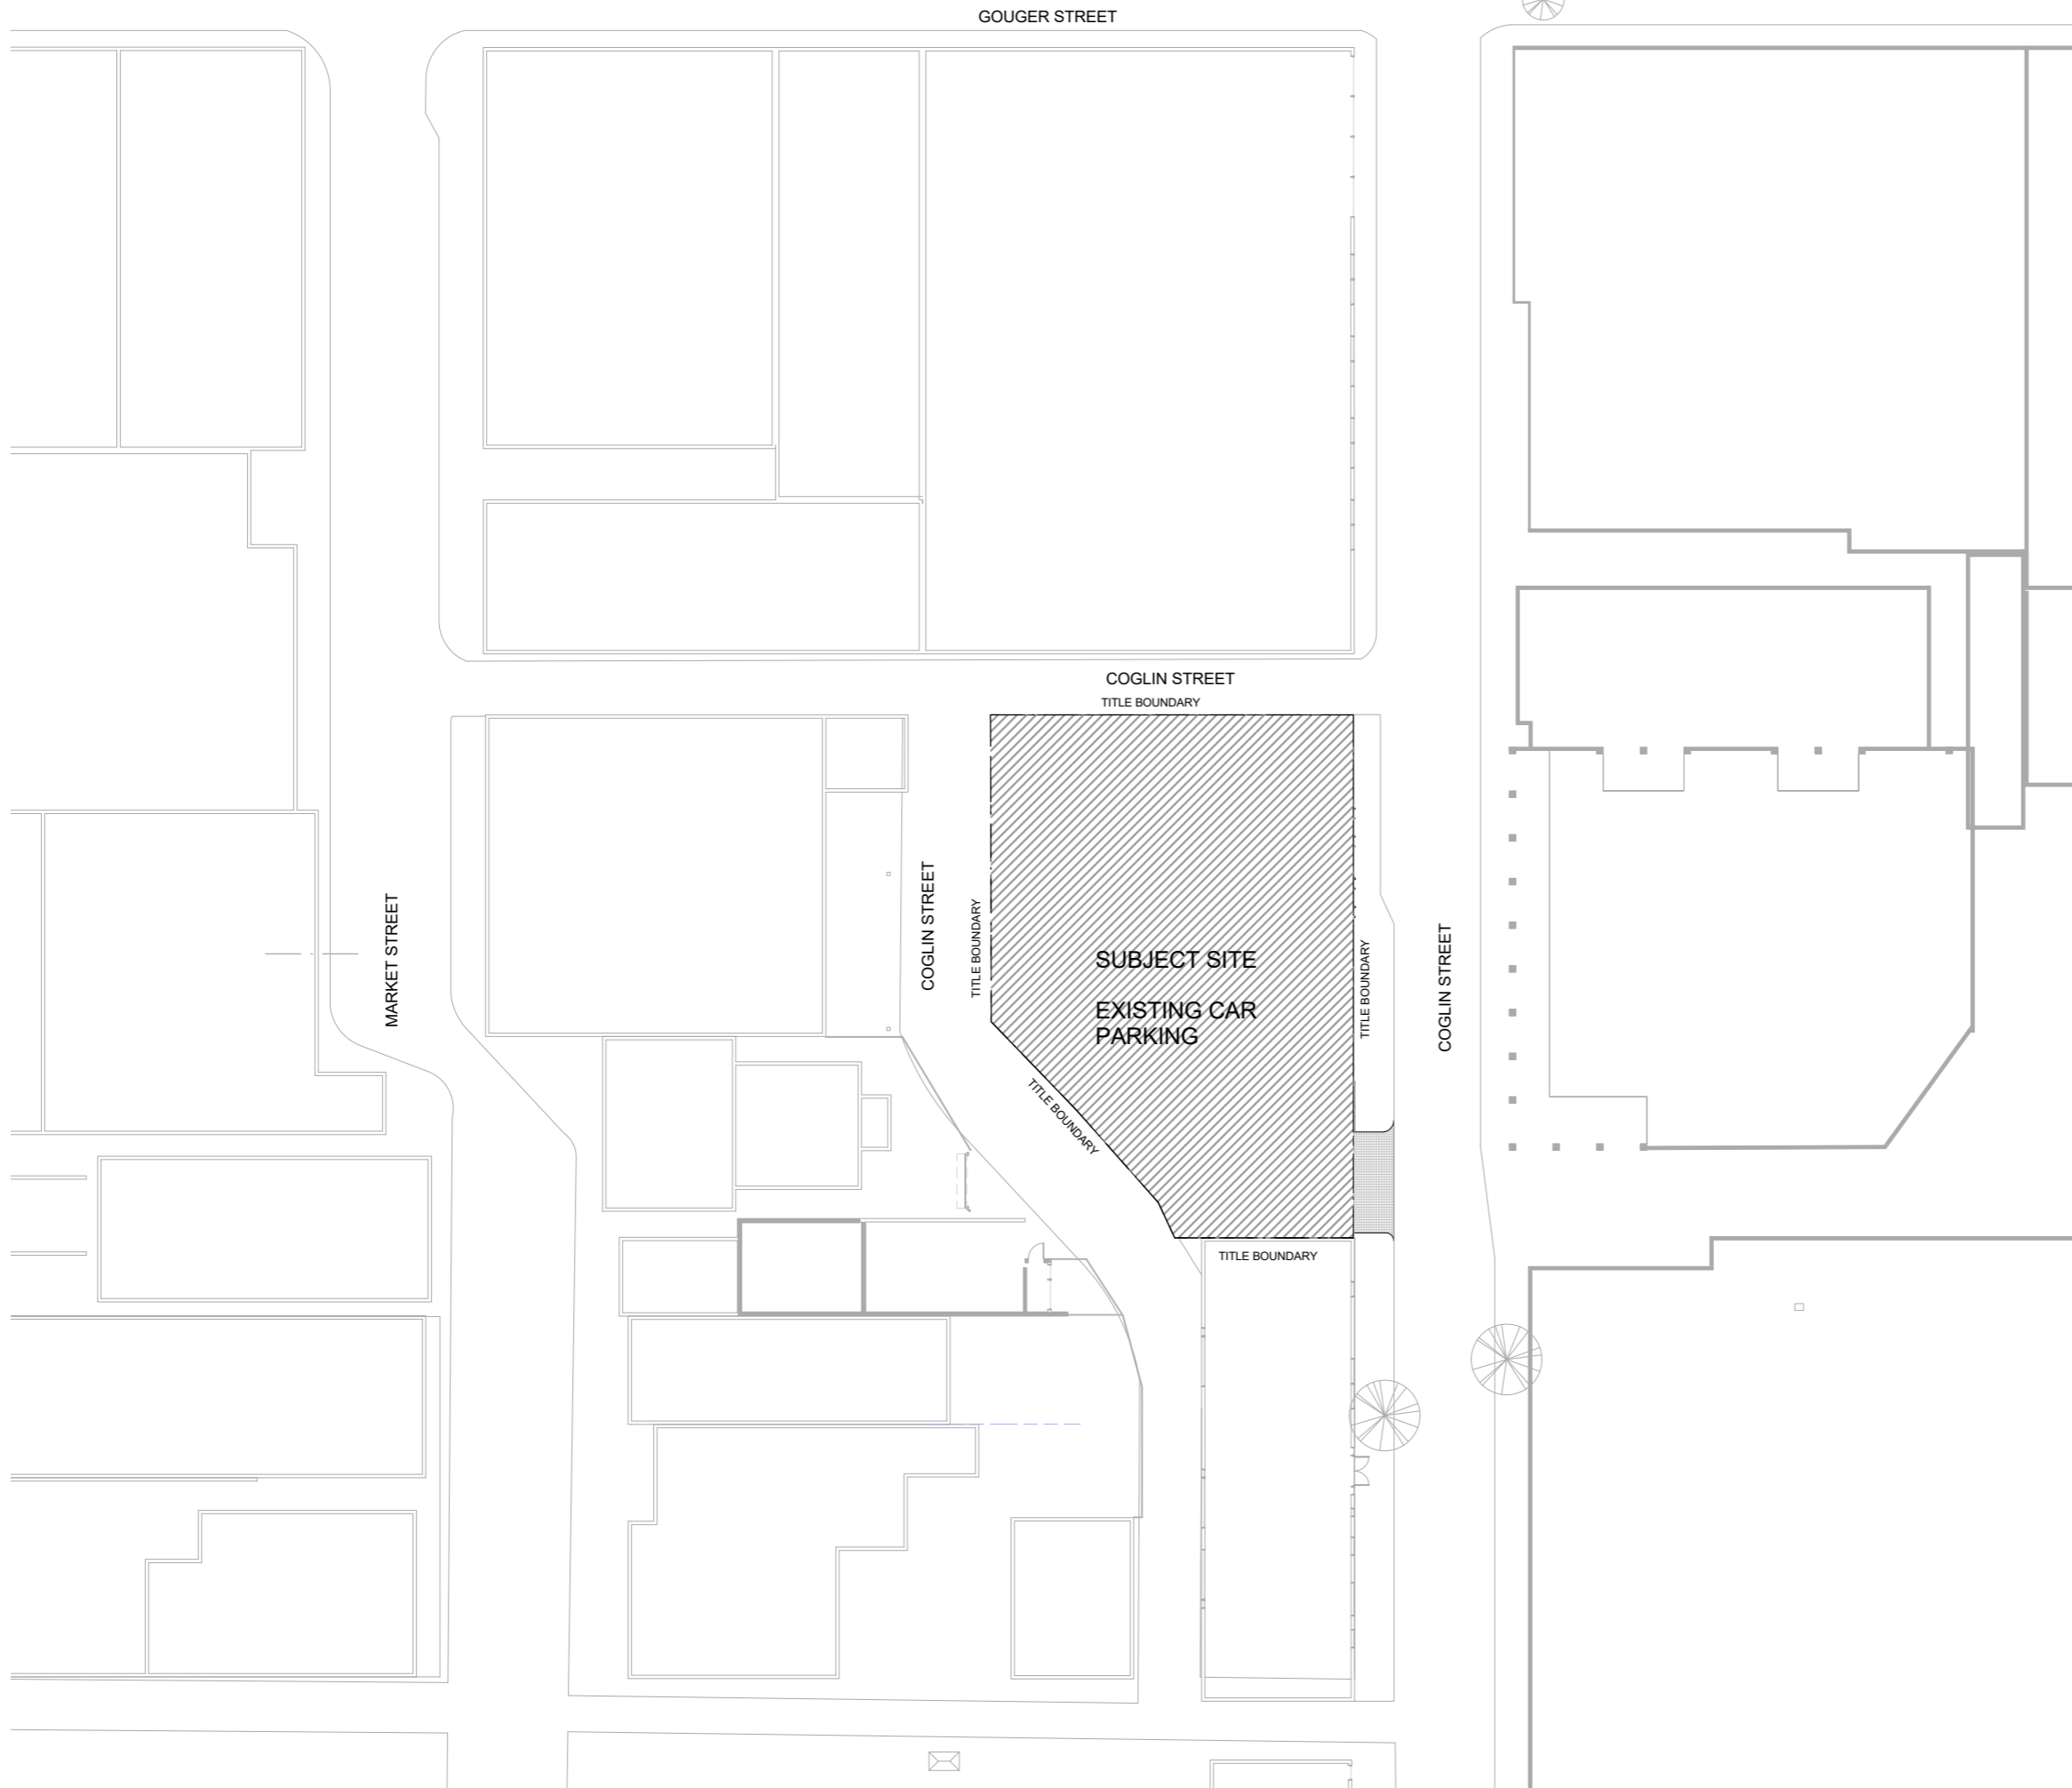 GOUGER STREET
COGLIN STREET
TITLE BOUNDARY
MARKET STREET
COGLIN STREET
TITLE BOUNDARY
SUBJECT SITE
EXISTING CAR
PARKING
TITLE BOUNDARY
COGLIN STREET
TITLE BOUNDARY
TITLE BOUNDARY